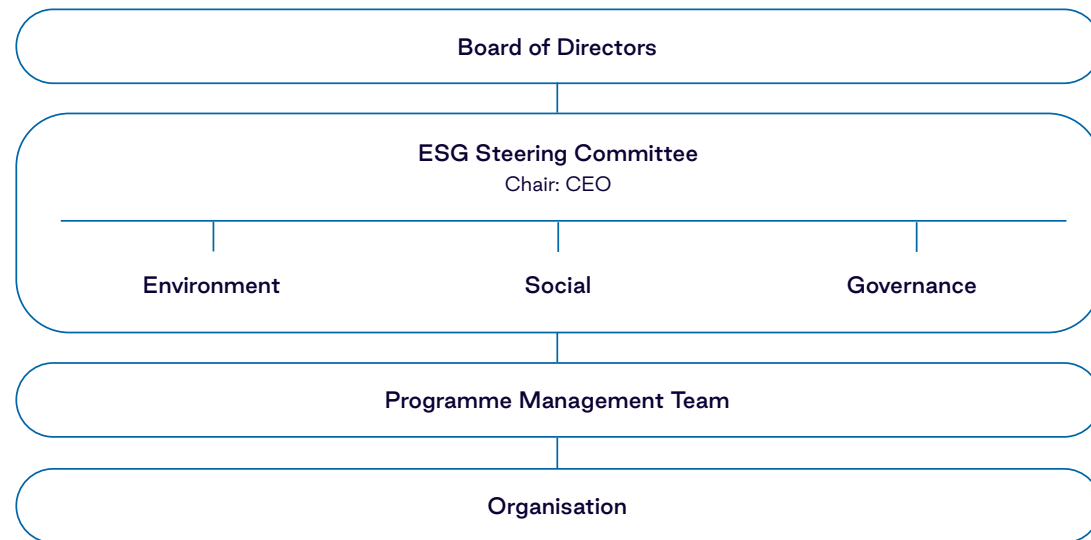 Board of Directors
ESG Steering Committee
Chair: CEO
Environment
Social
Governance
Programme Management Team
Organisation